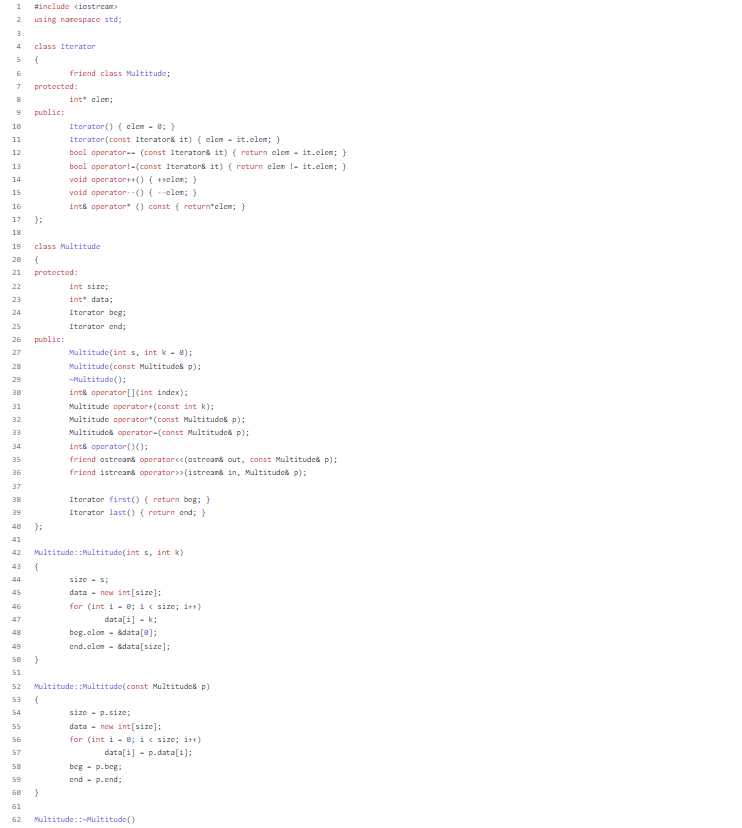 1 #include <iostream>
2 using namespace std;
3
4 class Iterator
5 {
6 friend class Multitude;
7 protected:
8 int* elem;
9 public:
10 Iterator() { elem = 0; }
11 Iterator(const Iterator& it) { elem = it.elem; }
12 bool operator== (const Iterator& it) { return elem = it.elem; }
13 bool operator!=(const Iterator& it) { return elem != it.elem; }
14 void operator++() { ++elem; }
15 void operator--() { --elem; }
16 int& operator* () const { return*elem; }
17 };
18
19 class Multitude
20 {
21 protected:
22 int size;
23 int* data;
24 Iterator beg;
25 Iterator end;
26 public:
27 Multitude(int s, int k = 0);
28 Multitude(const Multitude& p);
29 ~Multitude();
30 int& operator[](int index);
31 Multitude operator+(const int k);
32 Multitude operator*(const Multitude& p);
33 Multitude& operator=(const Multitude& p);
34 int& operator()();
35 friend ostream& operator<<(ostream& out, const Multitude& p);
36 friend istream& operator>>(istream& in, Multitude& p);
37
38 Iterator first() { return beg; }
39 Iterator last() { return end; }
40 };
41
42 Multitude::Multitude(int s, int k)
43 {
44 size = s;
45 data = new int[size];
46 for (int i = 0; i < size; i++)
47 data[i] = k;
48 beg.elem = &data[0];
49 end.elem = &data[size];
50 }
51
52 Multitude::Multitude(const Multitude& p)
53 {
54 size = p.size;
55 data = new int[size];
56 for (int i = 0; i < size; i++)
57 data[i] = p.data[i];
58 beg = p.beg;
59 end = p.end;
60 }
61
62 Multitude::~Multitude()